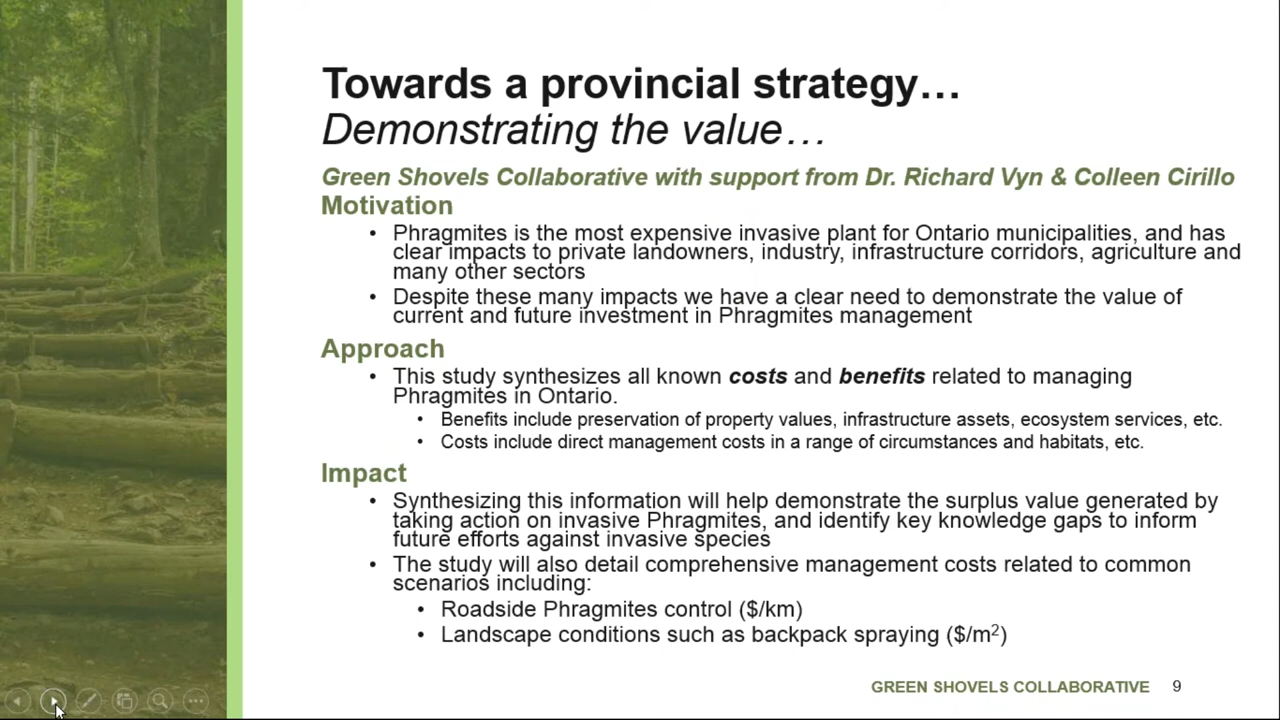 Towards a provincial strategy…
Demonstrating the value…
Green Shovels Collaborative with support from Dr. Richard Vyn & Colleen Cirillo
Motivation
• Phragmites is the most expensive invasive plant for Ontario municipalities, and has
clear impacts to private landowners, industry, infrastructure corridors, agriculture and
many other sectors
• Despite these many impacts we have a clear need to demonstrate the value of
current and future investment in Phragmites management
Approach
• This study synthesizes all known costs and benefits related to managing
Phragmites in Ontario.
• Benefits include preservation of property values, infrastructure assets, ecosystem services, etc.
• Costs include direct management costs in a range of circumstances and habitats, etc.
Impact
• Synthesizing this information will help demonstrate the surplus value generated by
taking action on invasive Phragmites, and identify key knowledge gaps to inform
future efforts against invasive species
• The study will also detail comprehensive management costs related to common
scenarios including:
• Roadside Phragmites control ($/km)
• Landscape conditions such as backpack spraying ($/m²)
GREEN SHOVELS COLLABORATIVE 9